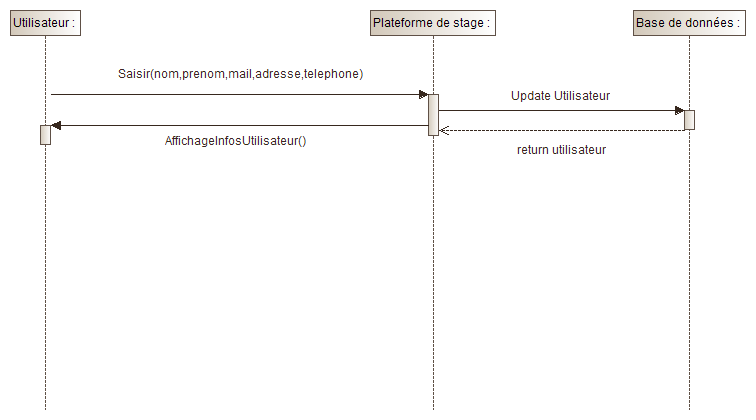 Utilisateur :
Plateforme de stage :
Base de données :
Saisir(nom,prenom,mail,adresse,telephone)
Update Utilisateur
AffichageInfosUtilisateur()
return utilisateur